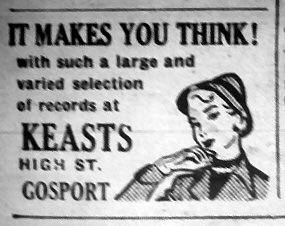 IT MAKES YOU THINK!
with such a large and
varied selection
of records at
KEASTS
HIGH ST.
GOSPORT